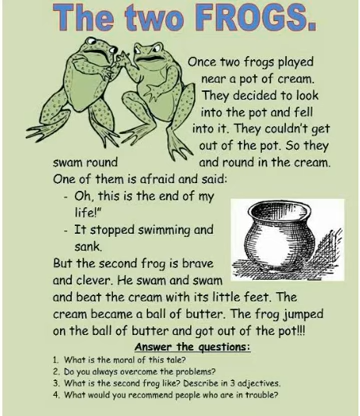 The two FROGS.
Once two frogs played
near a pot of cream.
They decided to look
into the pot and fell
into it. They couldn't get
out of the pot. So they
swam round and round in the cream.
One of them is afraid and said:
- Oh, this is the end of my
life!"
- It stopped swimming and
sank.
But the second frog is brave
and clever. He swam and swam
and beat the cream with its little feet. The
cream became a ball of butter. The frog jumped
on the ball of butter and got out of the pot!!!
Answer the questions:
1. What is the moral of this tale?
2. Do you always overcome the problems?
3. What is the second frog like? Describe in 3 adjectives.
4. What would you recommend people who are in trouble?